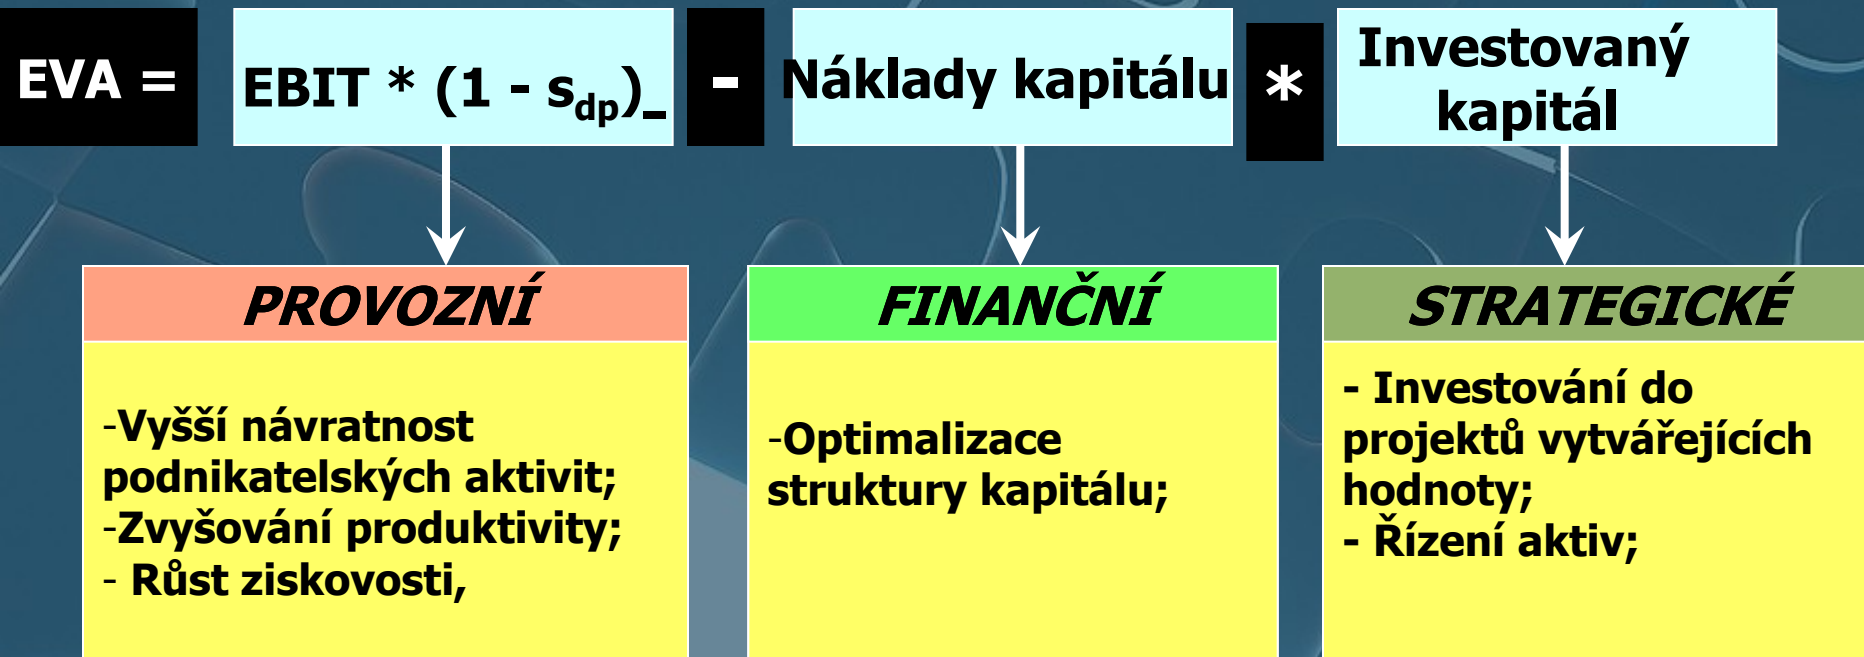 EVA =
EBIT * (1 - sdp)_
-
Náklady kapitálu
*
Investovaný
kapitál
PROVOZNÍ
-Vyšší návratnost
podnikatelských aktivit;
-Zvyšování produktivity;
- Růst ziskovosti,
FINANČNÍ
-Optimalizace
struktury kapitálu;
STRATEGICKÉ
- Investování do
projektů vytvářejících
hodnoty;
- Řízení aktiv;